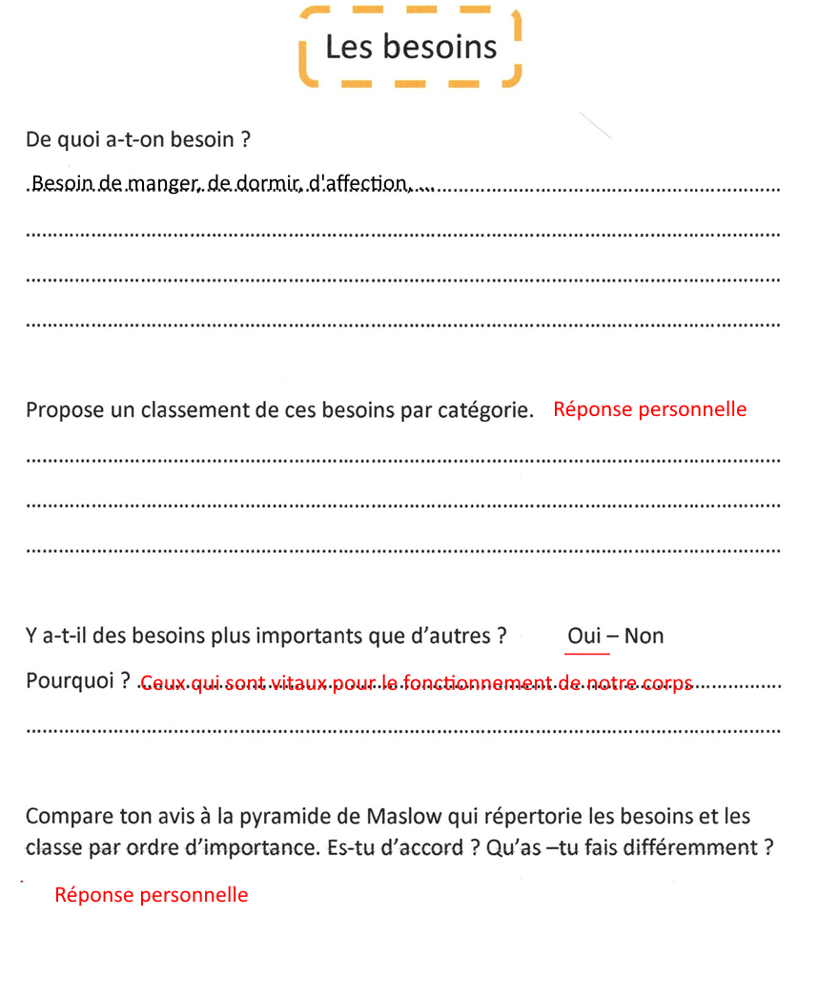 Les besoins
De quoi a-t-on besoin ?
Besoin de manger, de dormir, d'affection, ...
Propose un classement de ces besoins par catégorie. Réponse personnelle
Y a-t-il des besoins plus importants que d’autres ? Oui – Non
Pourquoi ? Ceux qui sont vitaux pour le fonctionnement de notre corps
Compare ton avis à la pyramide de Maslow qui répertorie les besoins et les
classe par ordre d’importance. Es-tu d’accord ? Qu’as –tu fais différemment ?
Réponse personnelle